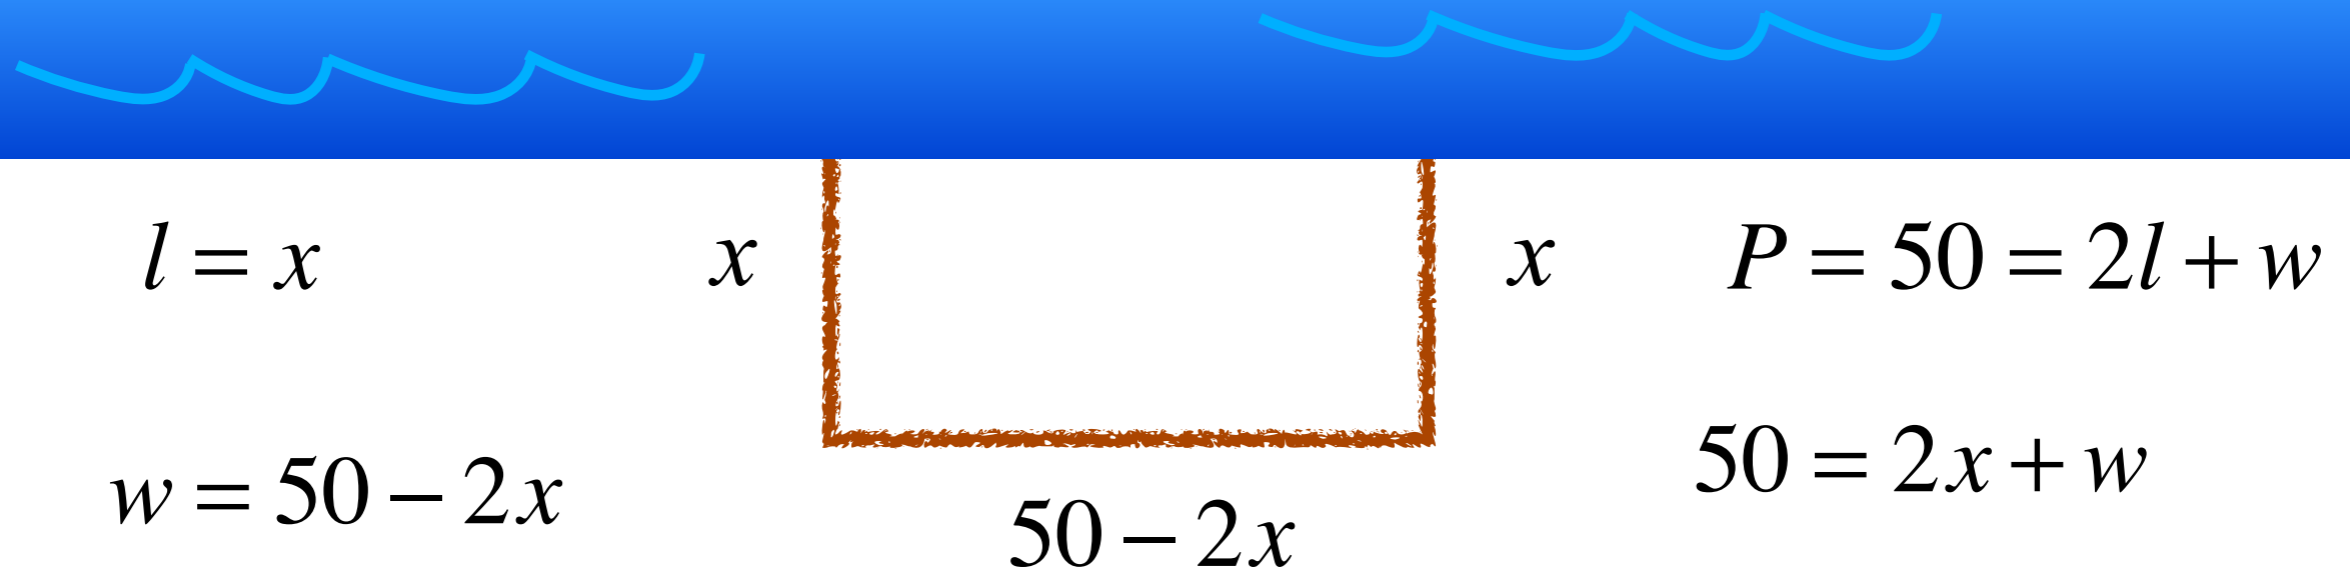 l = x
x
x
P = 50 = 2l + w
50 = 2x + w
w = 50 − 2x
50 − 2x